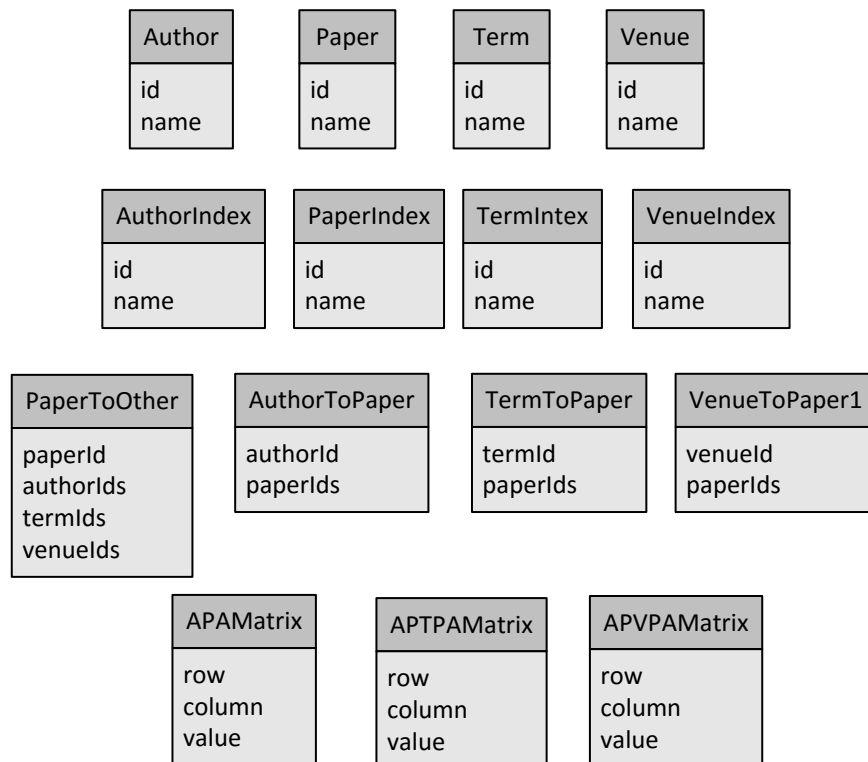 Author Paper Term Venue
id id id id
name name name name
AuthorIndex PaperIndex TermIntex VenueIndex
id id id id
name name name name
PaperToOther AuthorToPaper TermToPaper VenueToPaper1
paperId authorId termId venueId
authorIds paperIds paperIds paperIds
termIds
venueIds
APAMatrix APTPAMatrix APVPAMatrix
row row row
column column column
value value value